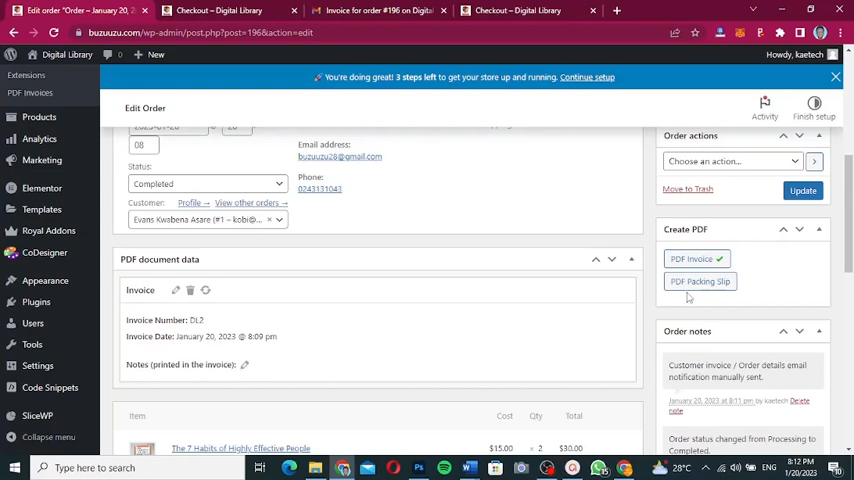 Edit order "Order – January 20, 2
Checkout – Digital Library
Invoice for order #196 on Digital
Checkout – Digital Library
buzuuzu.com/wp-admin/post.php?post=196&action=edit
Digital Library
0
New
Howdy, kaetech
Extensions
PDF Invoices
Products
Analytics
Marketing
Elementor
Templates
Royal Addons
CoDesigner
Appearance
Plugins
Users
Tools
Settings
Code Snippets
SliceWP
Collapse menu
You're doing great! 3 steps left to get your store up and running. Continue setup
Edit Order
Activity
Finish setup
08
Status:
Completed
Customer: Profile → View other orders →
Evans Kwabena Asare (#1 – kobi@... ×
Email address:
buzuuzu28@gmail.com
Phone:
0243131043
PDF document data
Invoice
Invoice Number: DL2
Invoice Date: January 20, 2023 @ 8:09 pm
Notes (printed in the invoice):
Item Cost Qty Total
The 7 Habits of Highly Effective People $15.00 × 2 $30.00
Order actions
Choose an action...
Move to Trash
Update
Create PDF
PDF Invoice
PDF Packing Slip
Order notes
Customer invoice / Order details email
notification manually sent.
January 20, 2023 at 8:11 pm by kaetech Delete
note
Order status changed from Processing to
Completed.
Type here to search
28°C
ENG
8:12 PM
1/20/2023